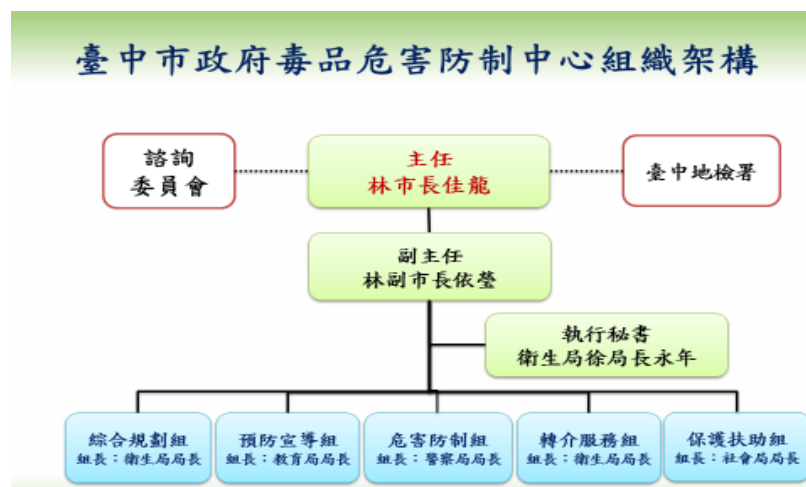 臺中市政府毒品危害防制中心組織架構
諮詢
委員會
主任
林市長佳龍
臺中地檢署
副主任
林副市長依瑩
執行秘書
衛生局徐局長永年
綜合規劃組
組長：衛生局局長
預防宣導組
組長：教育局局長
危害防制組
組長：警察局局長
轉介服務組
組長：衛生局局長
保護扶助組
組長：社會局局長